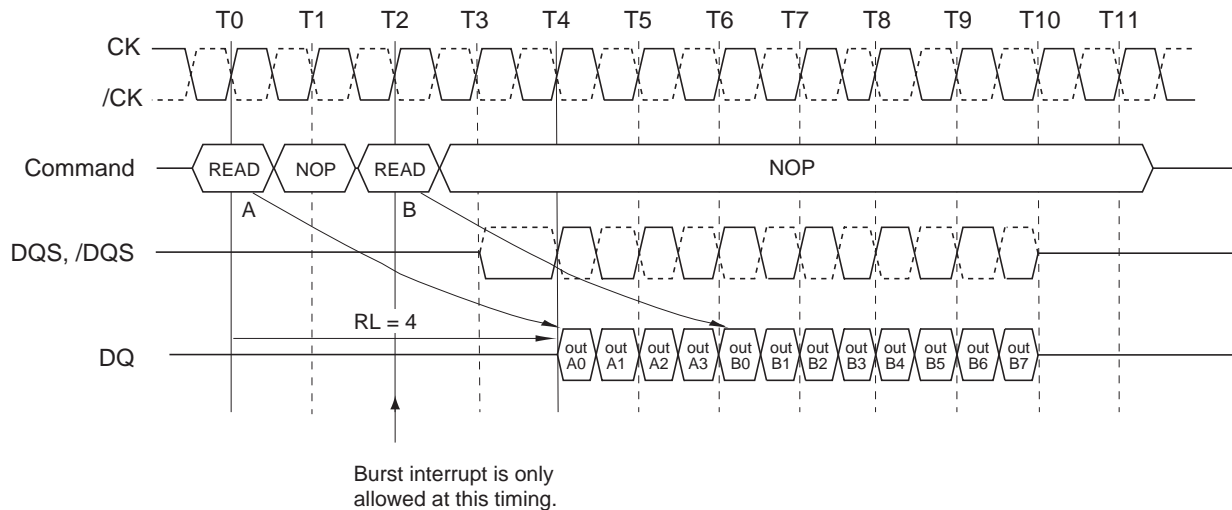 T0 T1 T2 T3 T4 T5 T6 T7 T8 T9 T10 T11
CK
/CK
Command READ NOP READ NOP
A B
DQS, /DQS
RL = 4
DQ out A0 out A1 out A2 out A3 out B0 out B1 out B2 out B3 out B4 out B5 out B6 out B7
Burst interrupt is only
allowed at this timing.